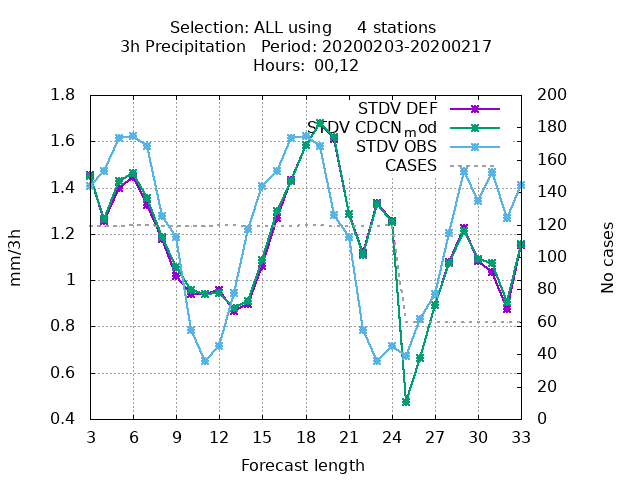 Selection: ALL using     4 stations
3h Precipitation   Period: 20200203-20200217
Hours:  00,12
STDV DEF
STDV CDCNmod
STDV OBS
CASES
1.8
1.6
1.4
1.2
1
0.8
0.6
0.4
200
180
160
140
120
100
80
60
40
20
0
mm/3h
No cases
3 6 9 12 15 18 21 24 27 30 33
Forecast length